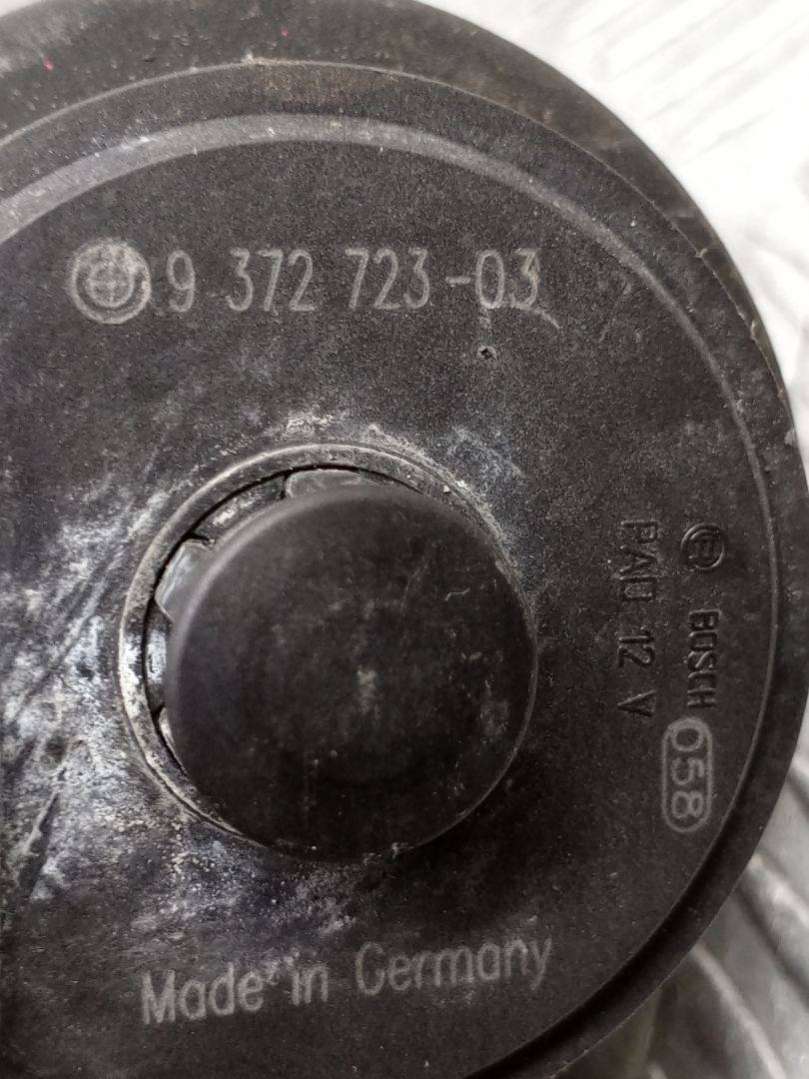 9 372 723-03
BOSCH 058
PAD 12 V
Made in Germany